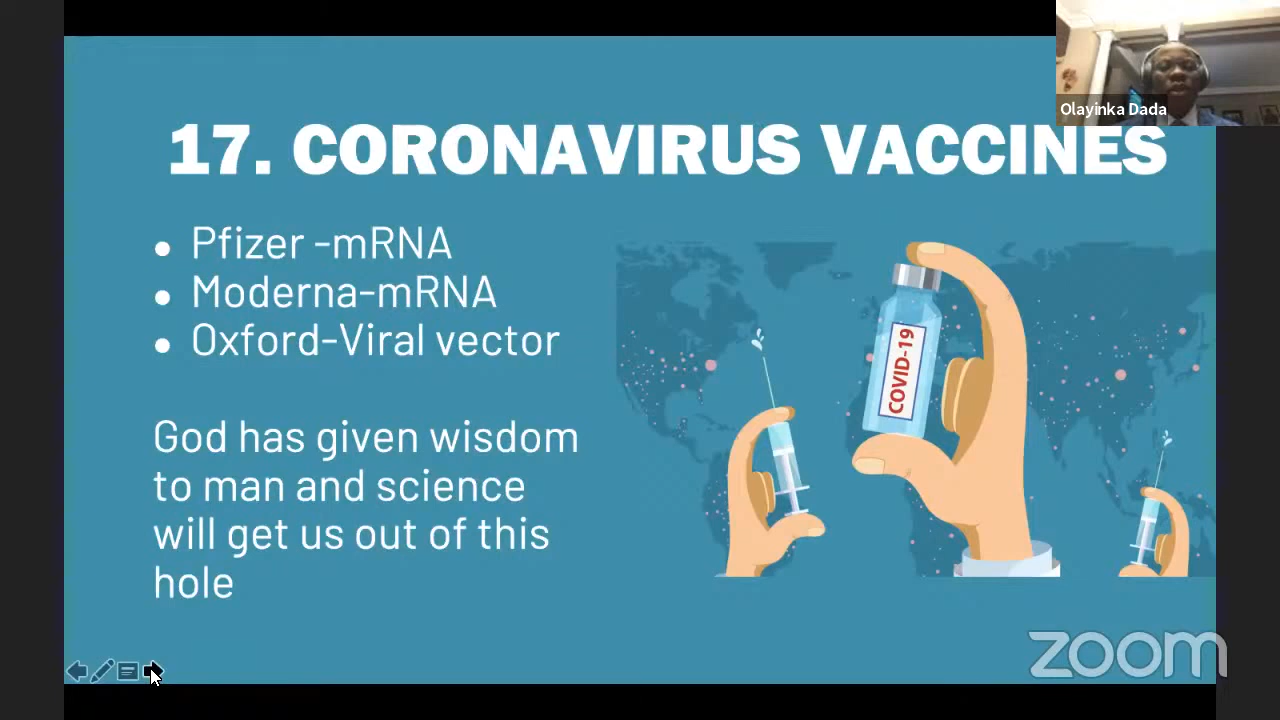 Olayinka Dada
17. CORONAVIRUS VACCINES
• Pfizer -mRNA
• Moderna-mRNA
• Oxford-Viral vector
God has given wisdom
to man and science
will get us out of this
hole
COVID-19
zoom